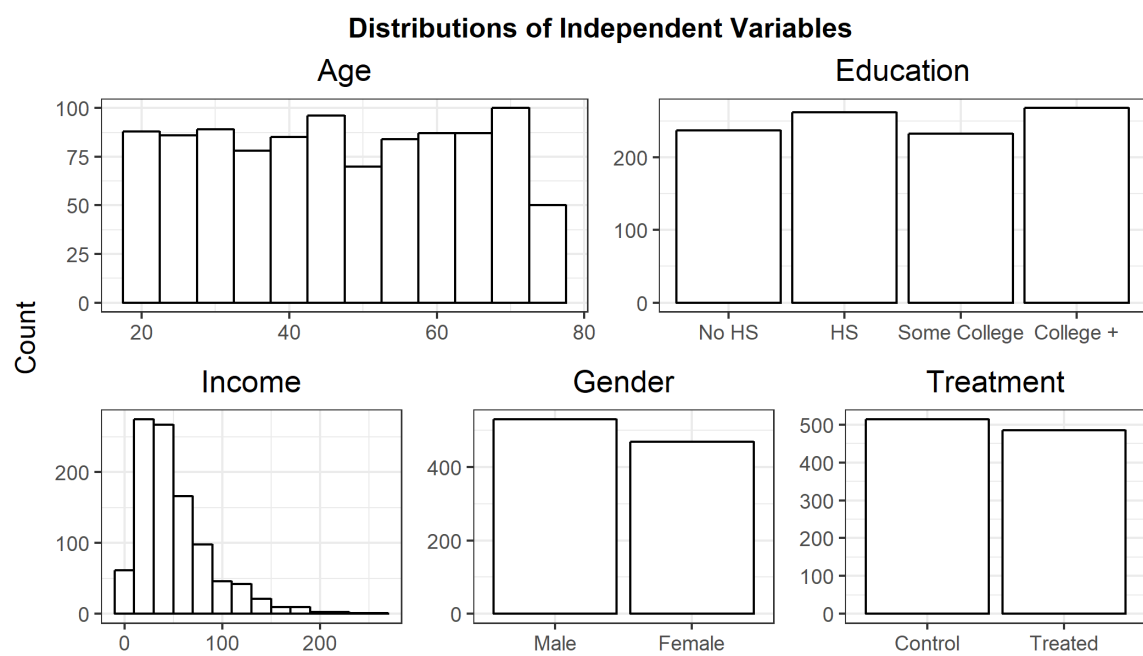 Distributions of Independent Variables
Age
100
75
50
25
0
20 40 60 80
Education
200
100
0
No HS HS Some College College +
Count
Income
200
100
0
0 100 200
Gender
400
200
0
Male Female
Treatment
500
400
300
200
100
0
Control Treated